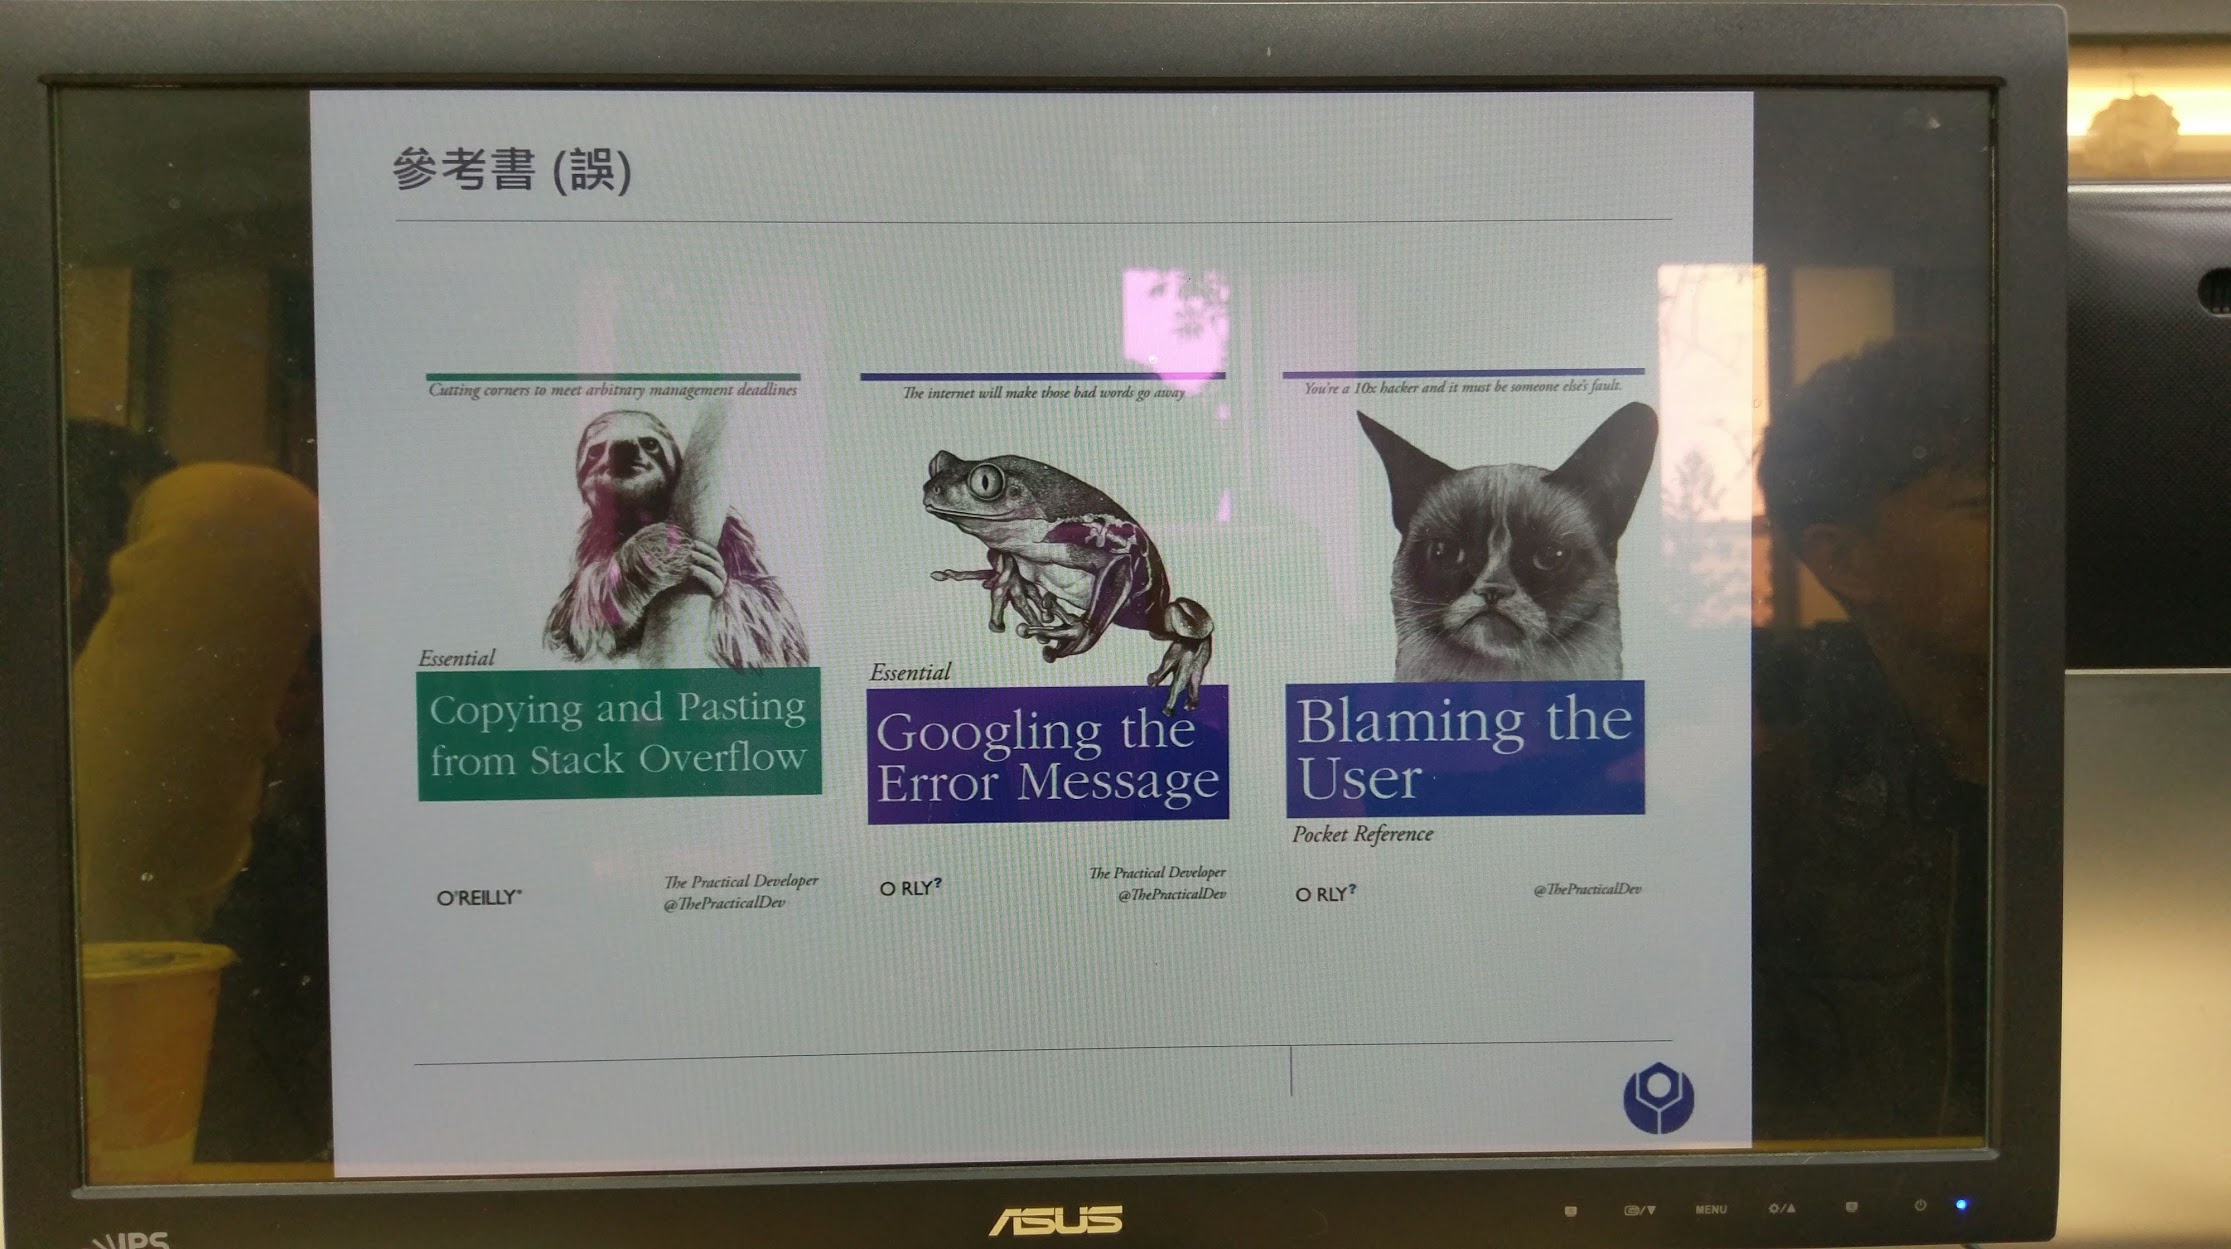 參考書 (誤)
Cutting corners to meet arbitrary management deadlines
Essential
Copying and Pasting
from Stack Overflow
O'REILLY®
The Practical Developer
@ThePracticalDev
The internet will make those bad words go away
Essential
Googling the
Error Message
O RLY?
The Practical Developer
@ThePracticalDev
You're a 10x hacker and it must be someone else's fault.
Blaming the
User
Pocket Reference
O RLY?
@ThePracticalDev
IPS
ASUS
MENU